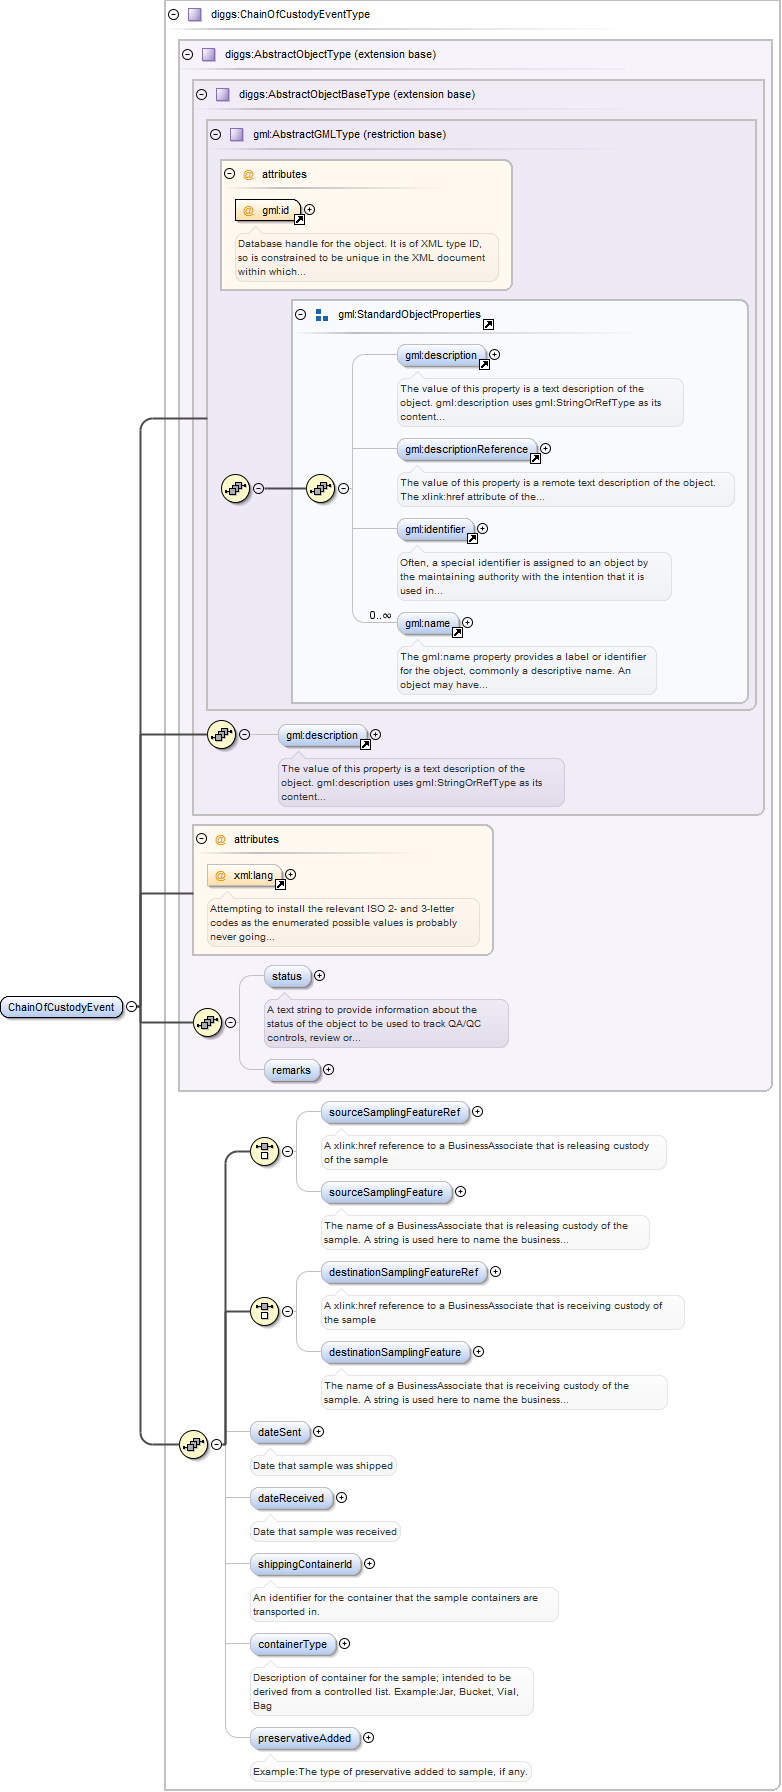 diggs:ChainOfCustodyEventType
diggs:AbstractObjectType (extension base)
diggs:AbstractObjectBaseType (extension base)
gml:AbstractGMLType (restriction base)
@ attributes
@ gml:id
Database handle for the object. It is of XML type ID,
so is constrained to be unique in the XML document
within which...
gml:StandardObjectProperties
gml:description
The value of this property is a text description of the
object. gml:description uses gml:StringOrRefType as its
content...
gml:descriptionReference
The value of this property is a remote text description of the object.
The xlink:href attribute of the...
gml:identifier
Often, a special identifier is assigned to an object by
the maintaining authority with the intention that it is
used in...
0..∞
gml:name
The gml:name property provides a label or identifier
for the object, commonly a descriptive name. An
object may have...
gml:description
The value of this property is a text description of the
object. gml:description uses gml:StringOrRefType as its
content...
@ attributes
@ xml:lang
Attempting to install the relevant ISO 2- and 3-letter
codes as the enumerated possible values is probably
never going...
status
A text string to provide information about the
status of the object to be used to track QA/QC
controls, review or...
remarks
ChainOfCustodyEvent
sourceSamplingFeatureRef
A xlink:href reference to a BusinessAssociate that is releasing custody
of the sample
sourceSamplingFeature
The name of a BusinessAssociate that is releasing custody of the
sample. A string is used here to name the business...
destinationSamplingFeatureRef
A xlink:href reference to a BusinessAssociate that is receiving custody of
the sample
destinationSamplingFeature
The name of a BusinessAssociate that is receiving custody of the
sample. A string is used here to name the business...
dateSent
Date that sample was shipped
dateReceived
Date that sample was received
shippingContainerId
An identifier for the container that the sample containers are
transported in.
containerType
Description of container for the sample; intended to be
derived from a controlled list. Example:Jar, Bucket, Vial,
Bag
preservativeAdded
Example:The type of preservative added to sample, if any.